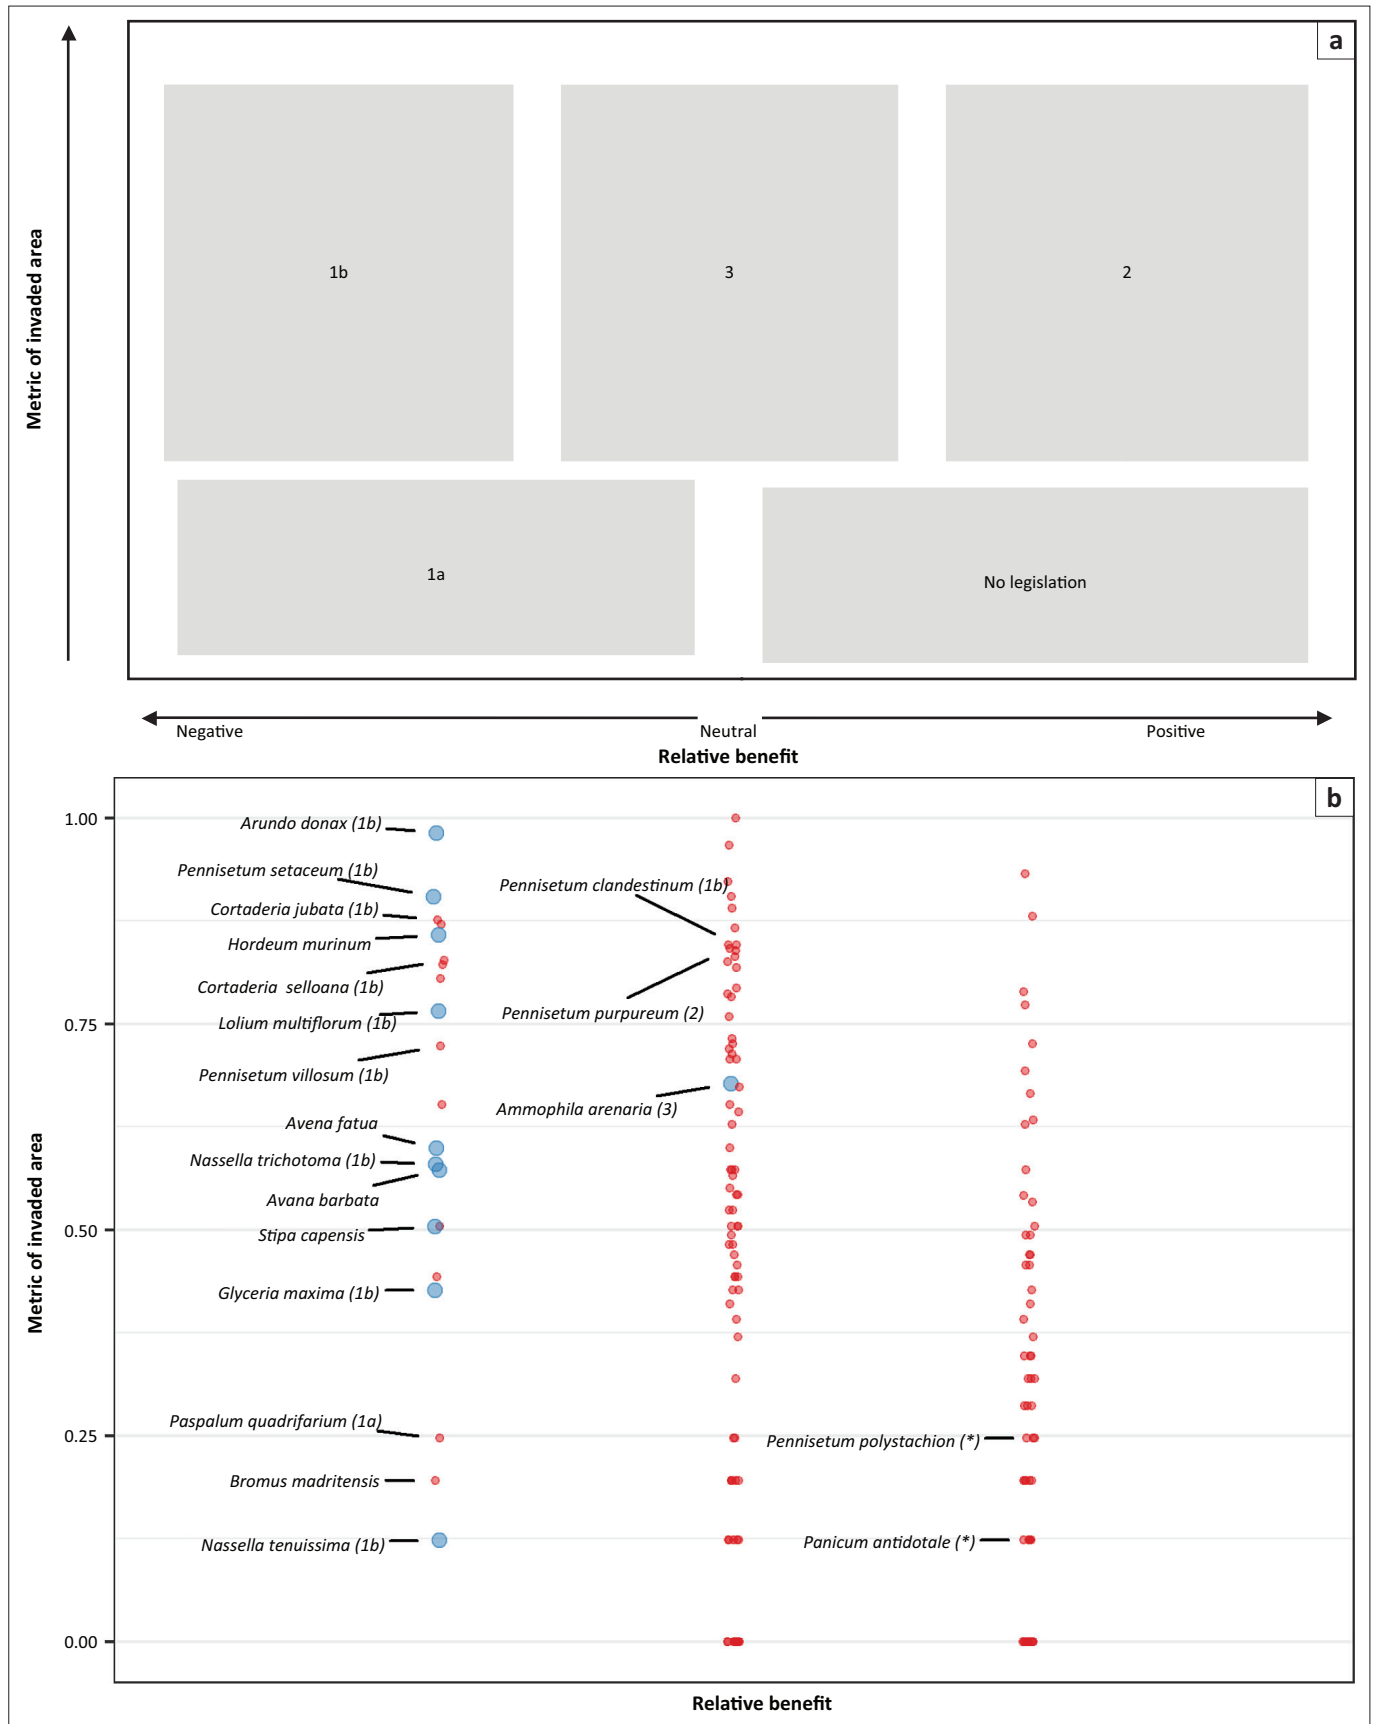 a
Metric of invaded area
1b
3
2
1a
No legislation
Negative
Neutral
Positive
Relative benefit
b
Metric of invaded area
1.00
0.75
0.50
0.25
0.00
Arundo donax (1b)
Pennisetum setaceum (1b)
Cortaderia jubata (1b)
Hordeum murinum
Cortaderia selloana (1b)
Lolium multiflorum (1b)
Pennisetum villosum (1b)
Avena fatua
Nassella trichotoma (1b)
Avana barbata
Stipa capensis
Glyceria maxima (1b)
Paspalum quadrifarium (1a)
Bromus madritensis
Nassella tenuissima (1b)
Pennisetum clandestinum (1b)
Pennisetum purpureum (2)
Ammophila arenaria (3)
Pennisetum polystachion (*)
Panicum antidotale (*)
Relative benefit